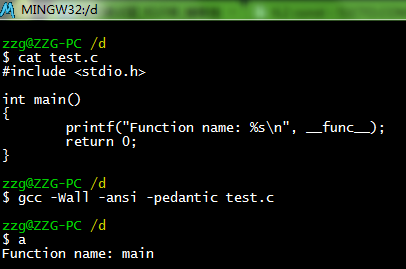 MINGW32:/d
zzg@ZZG-PC /d
$ cat test.c
#include <stdio.h>
int main()
{
        printf("Function name: %s\n", __func__);
        return 0;
}
zzg@ZZG-PC /d
$ gcc -Wall -ansi -pedantic test.c
zzg@ZZG-PC /d
$ a
Function name: main